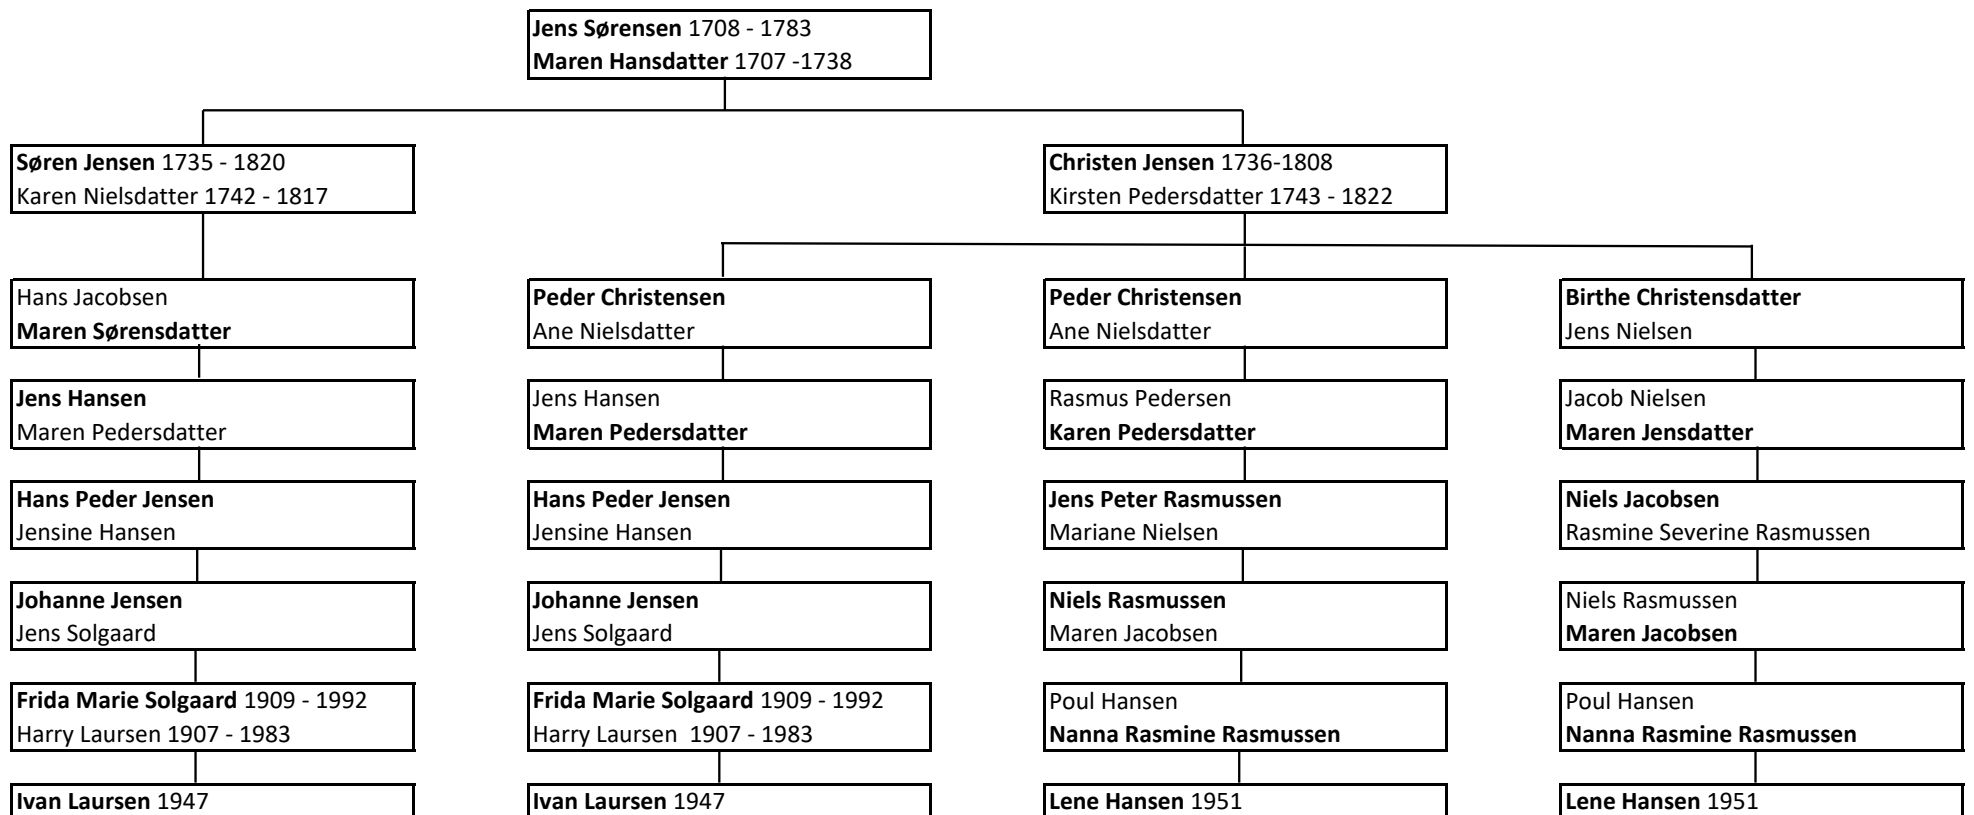 Jens Sørensen 1708 - 1783
Maren Hansdatter 1707 -1738
Søren Jensen 1735 - 1820
Karen Nielsdatter 1742 - 1817
Christen Jensen 1736-1808
Kirsten Pedersdatter 1743 - 1822
Hans Jacobsen
Maren Sørensdatter
Peder Christensen
Ane Nielsdatter
Peder Christensen
Ane Nielsdatter
Birthe Christensdatter
Jens Nielsen
Jens Hansen
Maren Pedersdatter
Jens Hansen
Maren Pedersdatter
Rasmus Pedersen
Karen Pedersdatter
Jacob Nielsen
Maren Jensdatter
Hans Peder Jensen
Jensine Hansen
Hans Peder Jensen
Jensine Hansen
Jens Peter Rasmussen
Mariane Nielsen
Niels Jacobsen
Rasmine Severine Rasmussen
Johanne Jensen
Jens Solgaard
Johanne Jensen
Jens Solgaard
Niels Rasmussen
Maren Jacobsen
Niels Rasmussen
Maren Jacobsen
Frida Marie Solgaard 1909 - 1992
Harry Laursen 1907 - 1983
Frida Marie Solgaard 1909 - 1992
Harry Laursen  1907 - 1983
Poul Hansen
Nanna Rasmine Rasmussen
Poul Hansen
Nanna Rasmine Rasmussen
Ivan Laursen 1947
Ivan Laursen 1947
Lene Hansen 1951
Lene Hansen 1951